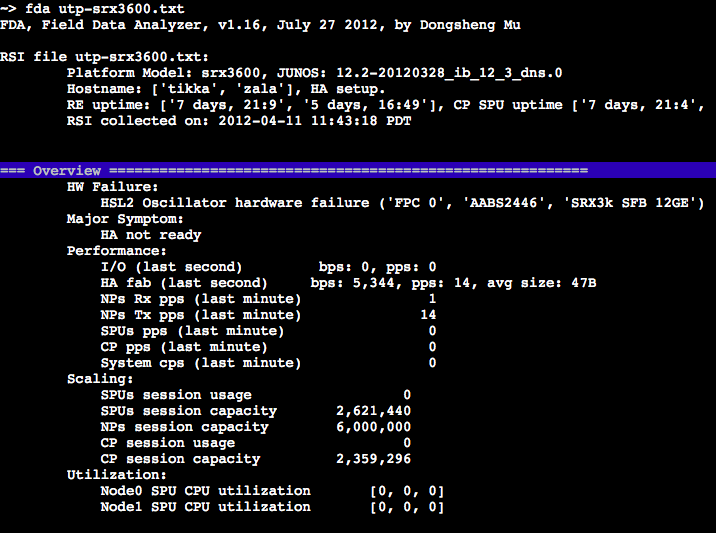 ~> fda utp-srx3600.txt
FDA, Field Data Analyzer, v1.16, July 27 2012, by Dongsheng Mu
RSI file utp-srx3600.txt:
Platform Model: srx3600, JUNOS: 12.2-20120328_ib_12_3_dns.0
Hostname: ['tikka', 'zala'], HA setup.
RE uptime: ['7 days, 21:9', '5 days, 16:49'], CP SPU uptime ['7 days, 21:4',
RSI collected on: 2012-04-11 11:43:18 PDT
=== Overview =========================================================
HW Failure:
HSL2 Oscillator hardware failure ('FPC 0', 'AABS2446', 'SRX3k SFB 12GE')
Major Symptom:
HA not ready
Performance:
I/O (last second) bps: 0, pps: 0
HA fab (last second) bps: 5,344, pps: 14, avg size: 47B
NPs Rx pps (last minute) 1
NPs Tx pps (last minute) 14
SPUs pps (last minute) 0
CP pps (last minute) 0
System cps (last minute) 0
Scaling:
SPUs session usage 0
SPUs session capacity 2,621,440
NPs session capacity 6,000,000
CP session usage 0
CP session capacity 2,359,296
Utilization:
Node0 SPU CPU utilization [0, 0, 0]
Node1 SPU CPU utilization [0, 0, 0]